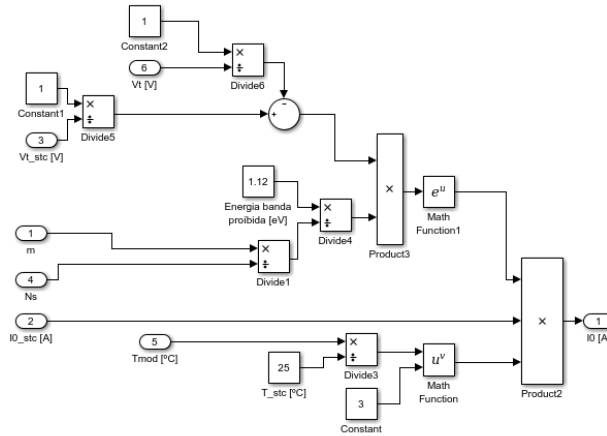 1
Constant2
6
Vt [V]
×
÷
Divide6
1
Constant1
3
Vt_stc [V]
×
÷
Divide5
+
−
1.12
Energia banda
proibida [eV]
×
÷
Divide4
×
Product3
e^u
Math
Function1
1
m
4
Ns
×
÷
Divide1
2
I0_stc [A]
5
Tmod [ºC]
25
T_stc [ºC]
×
÷
Divide3
3
Constant
u^v
Math
Function
×
Product2
1
I0 [A]